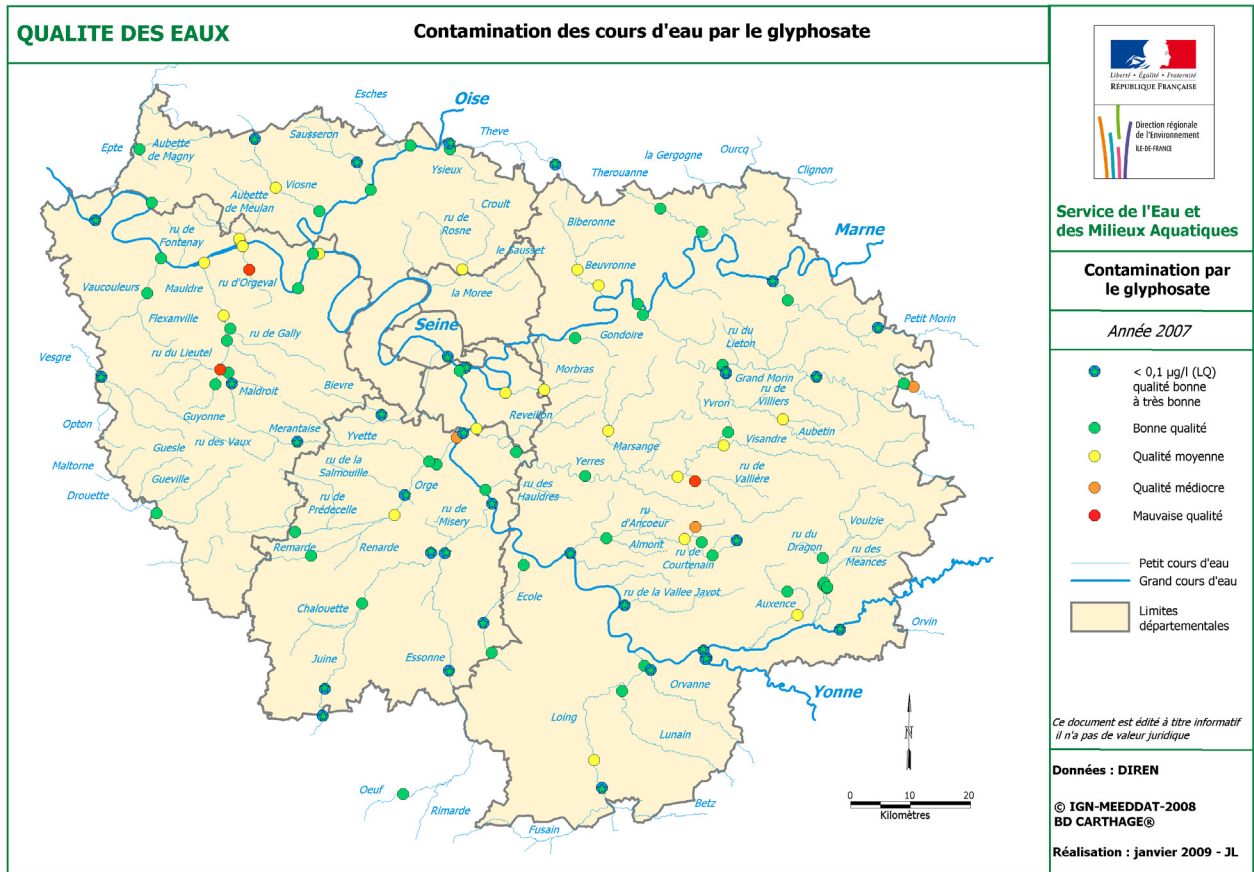 QUALITE DES EAUX
Contamination des cours d'eau par le glyphosate
Liberté • Égalité • Fraternité
RÉPUBLIQUE FRANÇAISE
Direction régionale
de l'Environnement
ÎLE-DE-FRANCE
Service de l'Eau et
des Milieux Aquatiques
Contamination par
le glyphosate
Année 2007
< 0,1 µg/l (LQ)
qualité bonne
à très bonne
Bonne qualité
Qualité moyenne
Qualité médiocre
Mauvaise qualité
Petit cours d'eau
Grand cours d'eau
Limites
départementales
Ce document est édité à titre informatif
il n'a pas de valeur juridique
Données : DIREN
© IGN-MEEDDAT-2008
BD CARTHAGE®
Réalisation : janvier 2009 - JL
Esches
Oise
Theve
Sausseron
Epte
Aubette
de Magny
Ysieux
Therouanne
la Gergogne
Ourcq
Clignon
Viosne
Aubette
de Meulan
Croult
ru de
Rosne
Biberonne
ru de
Fontenay
le Sausset
Marne
Beuvronne
ru d'Orgeval
Vaucouleurs
Mauldre
la Moree
Flexanville
ru de Gally
Seine
Gondoire
ru du
Lieton
Petit Morin
Vesgre
ru du Lieutel
Morbras
Grand Morin
ru de
Villiers
Maldroit
Bievre
Reveillon
Yvron
Guyonne
Opton
Merantaise
Yvette
Aubetin
ru des Vaux
Guesle
Marsange
Visandre
Maltorne
Gueville
ru de la
Salmouille
Yerres
ru de
Vallière
Drouette
Orge
ru des
Hauldres
ru de
Prédecelle
ru de
Misery
ru
d'Ancoeur
Voulzie
Remarde
Renarde
Almont
ru de
Courtenain
ru du
Dragon
ru des
Meances
Chalouette
Ecole
ru de la Vallee Javot
Auxence
Orvin
Juine
Essonne
Orvanne
Yonne
Loing
Lunain
Oeuf
Rimarde
Fusain
Betz
N
0
10
20
Kilomètres